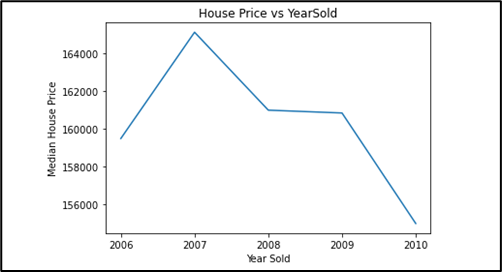 House Price vs YearSold
164000
162000
160000
158000
156000
Median House Price
2006 2007 2008 2009 2010
Year Sold